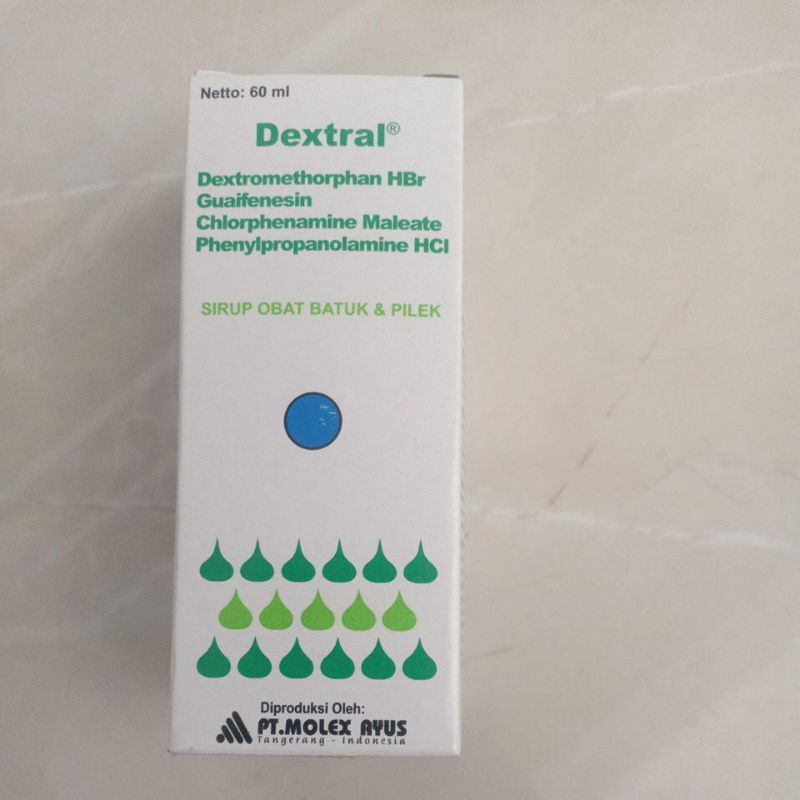 Netto: 60 ml
Dextral®
Dextromethorphan HBr
Guaifenesin
Chlorphenamine Maleate
Phenylpropanolamine HCl
SIRUP OBAT BATUK & PILEK
Diproduksi Oleh:
PT.MOLEX AYUS
Tangerang - Indonesia